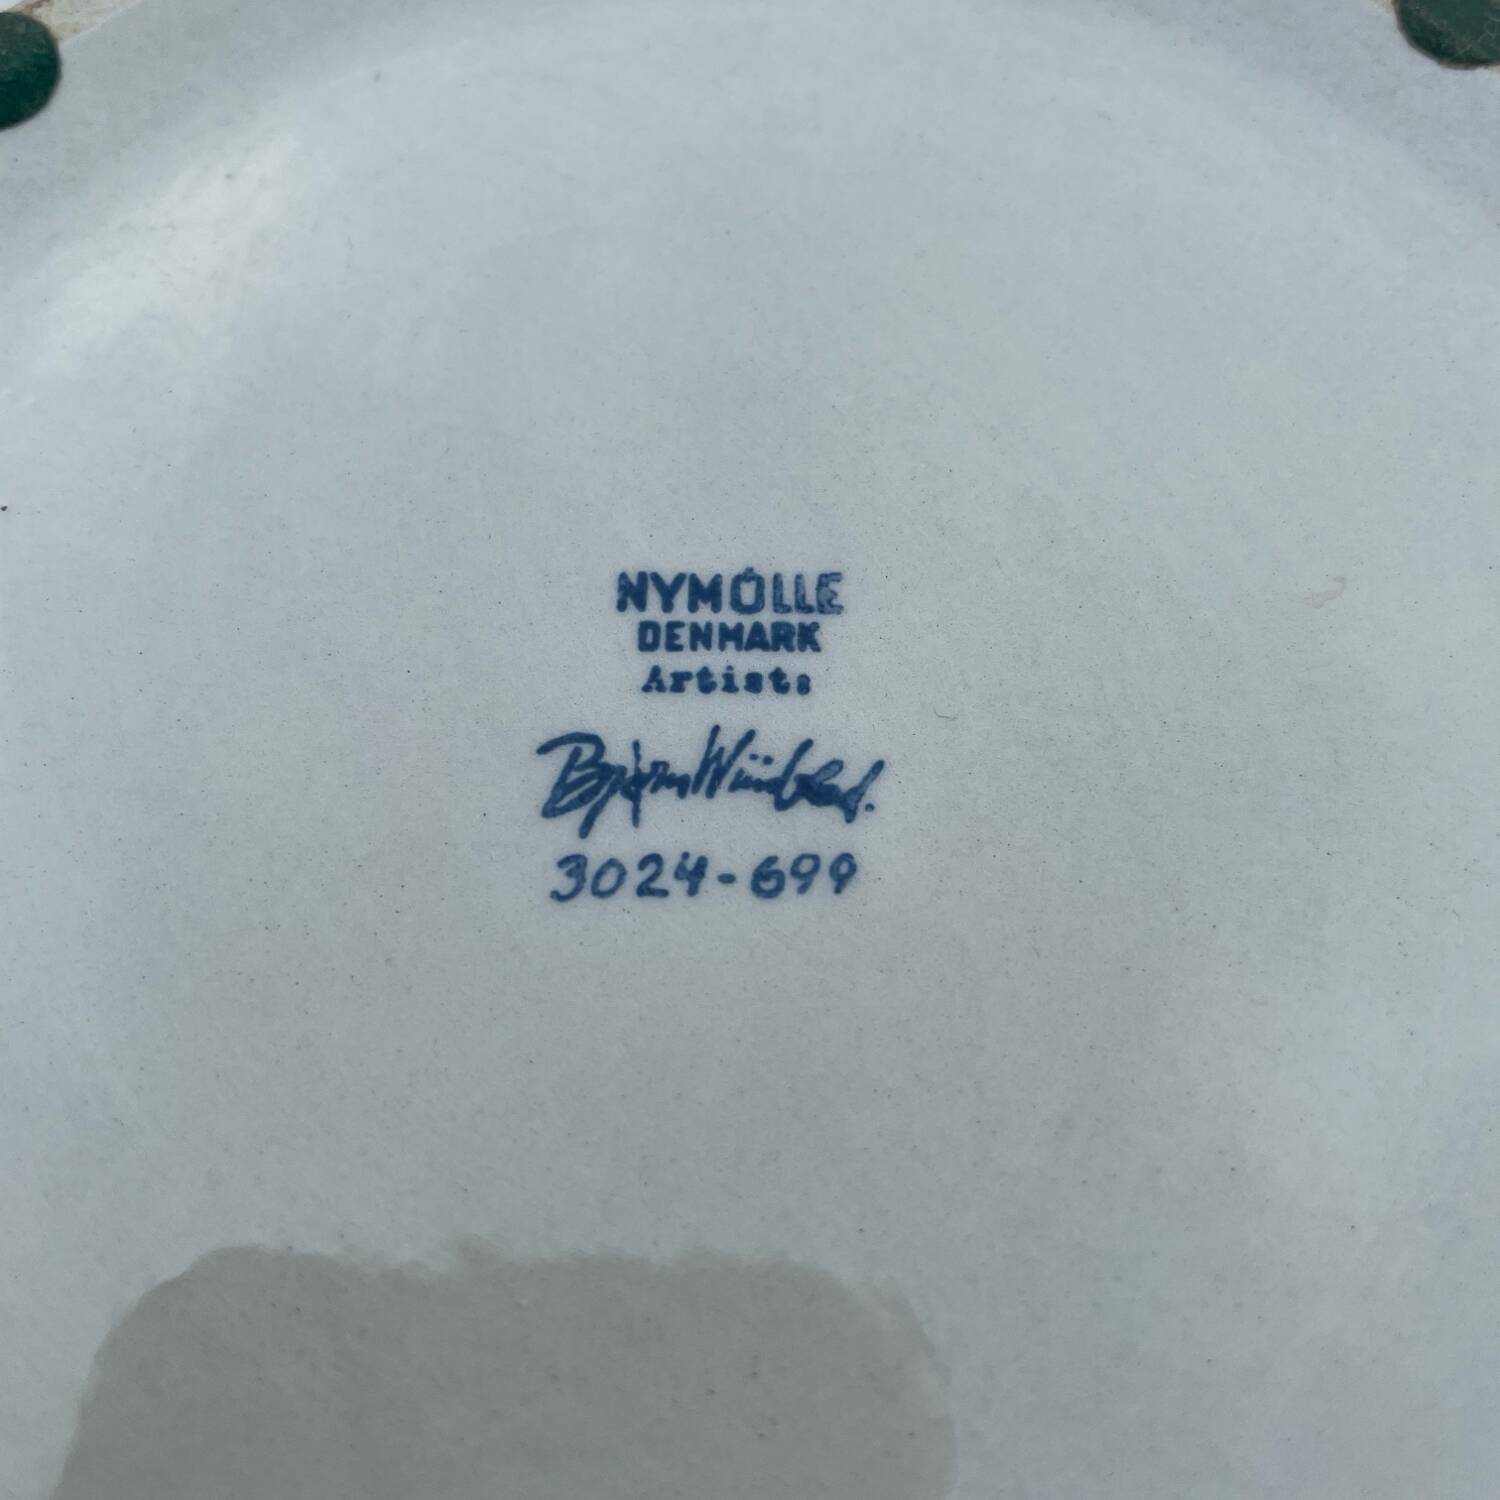 NYMÖLLE
DENMARK
Artist:
Bjørn Wiinblad.
3024-699